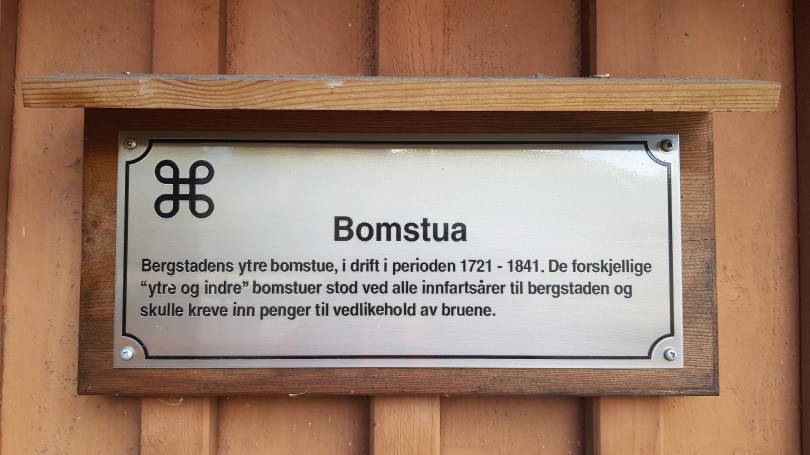 Bomstua
Bergstadens ytre bomstue, i drift i perioden 1721 - 1841. De forskjellige
“ytre og indre” bomstuer stod ved alle innfartsårer til bergstaden og
skulle kreve inn penger til vedlikehold av bruene.